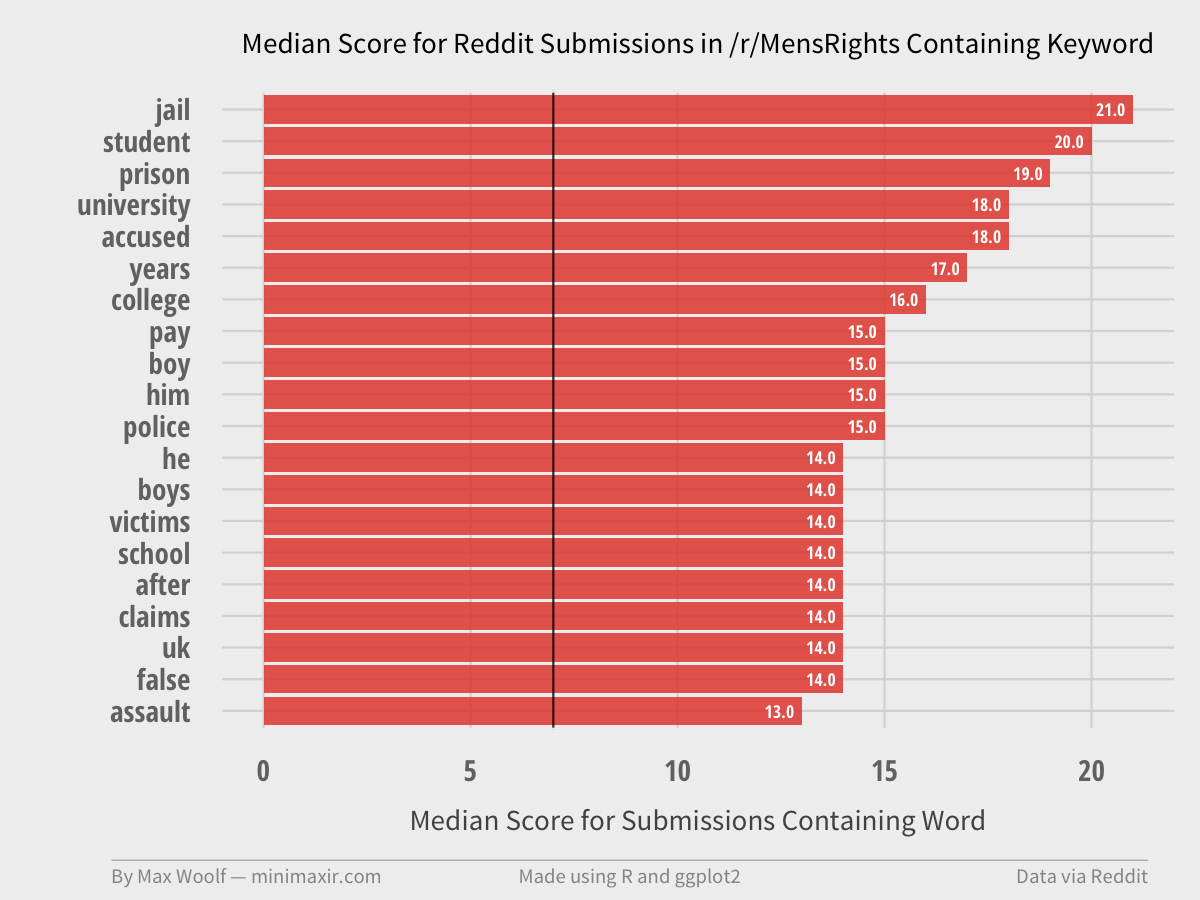 Median Score for Reddit Submissions in /r/MensRights Containing Keyword
jail 21.0
student 20.0
prison 19.0
university 18.0
accused 18.0
years 17.0
college 16.0
pay 15.0
boy 15.0
him 15.0
police 15.0
he 14.0
boys 14.0
victims 14.0
school 14.0
after 14.0
claims 14.0
uk 14.0
false 14.0
assault 13.0
0 5 10 15 20
Median Score for Submissions Containing Word
By Max Woolf — minimaxir.com Made using R and ggplot2 Data via Reddit